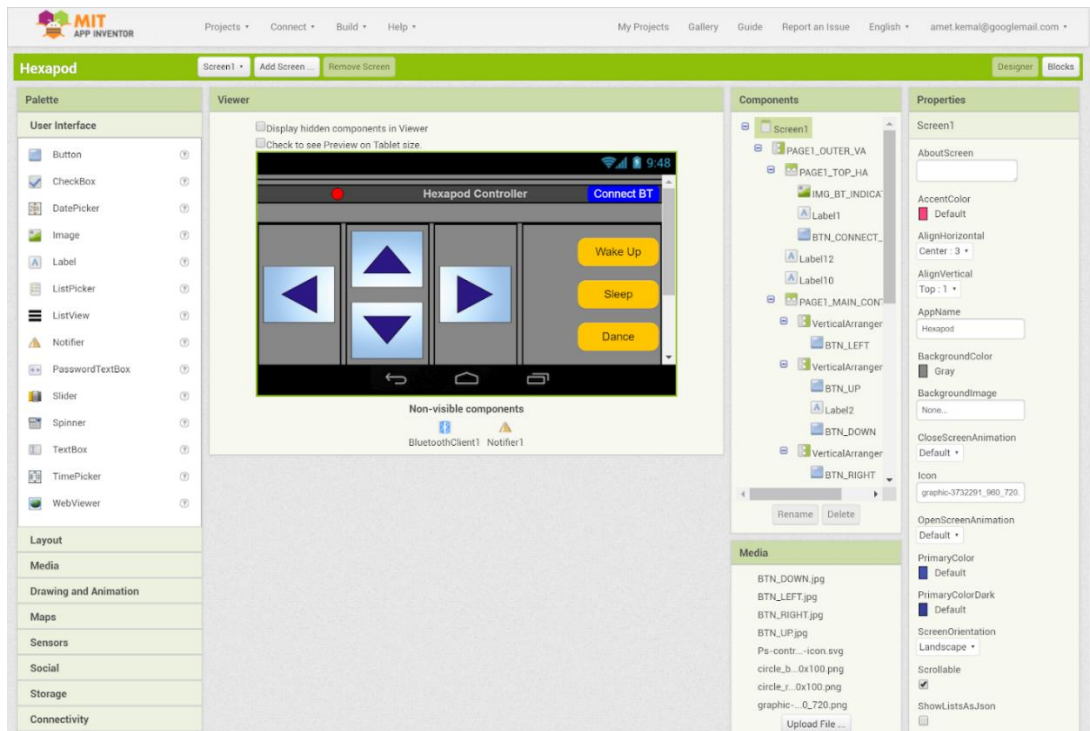 MIT
APP INVENTOR
Projects Connect Build Help My Projects Gallery Guide Report an Issue English amet.kemal@googlemail.com
Hexapod Screen1 Add Screen ... Remove Screen Designer Blocks
Palette
User Interface
Button
CheckBox
DatePicker
Image
Label
ListPicker
ListView
Notifier
PasswordTextBox
Slider
Spinner
TextBox
TimePicker
WebViewer
Layout
Media
Drawing and Animation
Maps
Sensors
Social
Storage
Connectivity
Viewer
Display hidden components in Viewer
Check to see Preview on Tablet size.
9:48
Hexapod Controller Connect BT
Wake Up
Sleep
Dance
Non-visible components
BluetoothClient1 Notifier1
Components
Screen1
PAGE1_OUTER_VA
PAGE1_TOP_HA
IMG_BT_INDICA
Label1
BTN_CONNECT_
Label12
Label10
PAGE1_MAIN_CON
VerticalArranger
BTN_LEFT
VerticalArranger
BTN_UP
Label2
BTN_DOWN
VerticalArranger
BTN_RIGHT
Rename Delete
Media
BTN_DOWN.jpg
BTN_LEFT.jpg
BTN_RIGHT.jpg
BTN_UP.jpg
Ps-contr...-icon.svg
circle_b...0x100.png
circle_r...0x100.png
graphic-...0_720.png
Upload File ...
Properties
Screen1
AboutScreen
AccentColor
Default
AlignHorizontal
Center : 3
AlignVertical
Top : 1
AppName
Hexapod
BackgroundColor
Gray
BackgroundImage
None...
CloseScreenAnimation
Default
Icon
graphic-3732291_960_720.
OpenScreenAnimation
Default
PrimaryColor
Default
PrimaryColorDark
Default
ScreenOrientation
Landscape
Scrollable
ShowListsAsJson